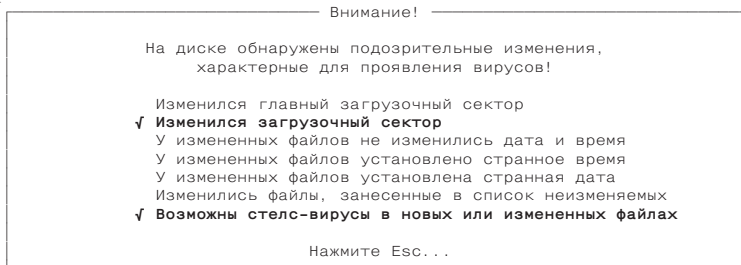 Внимание!
На диске обнаружены подозрительные изменения,
характерные для проявления вирусов!
Изменился главный загрузочный сектор
√ Изменился загрузочный сектор
У измененных файлов не изменились дата и время
У измененных файлов установлено странное время
У измененных файлов установлена странная дата
Изменились файлы, занесенные в список неизменяемых
√ Возможны стелс-вирусы в новых или измененных файлах
Нажмите Esc...